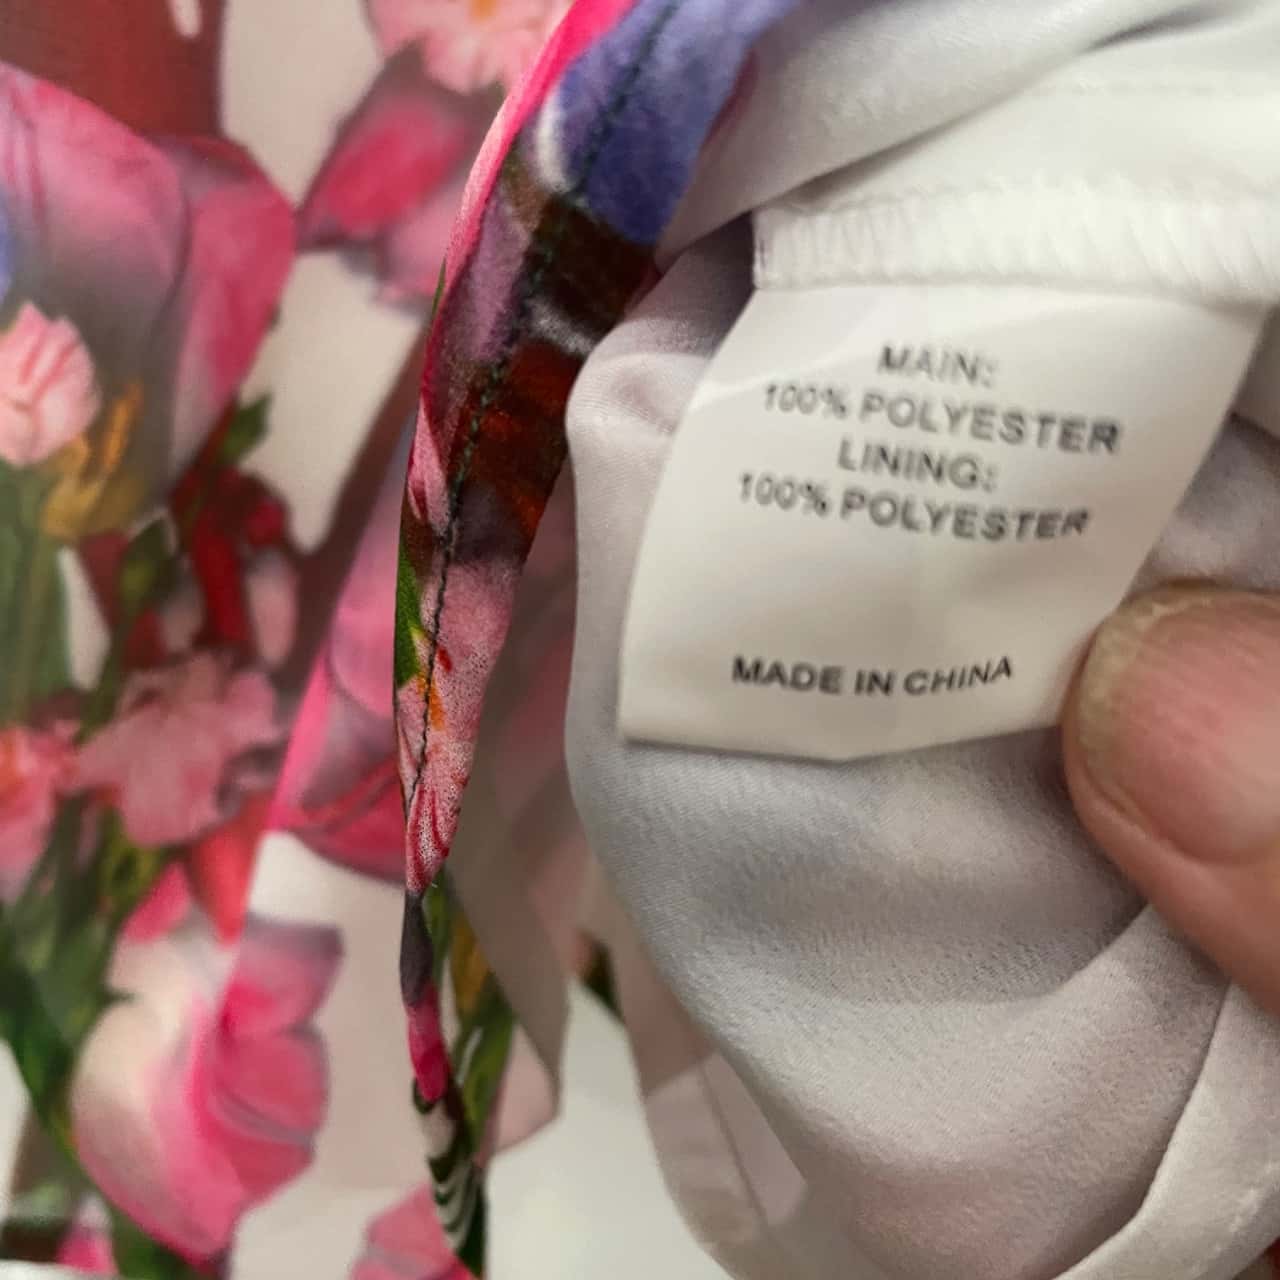 MAIN:
100% POLYESTER
LINING:
100% POLYESTER
MADE IN CHINA